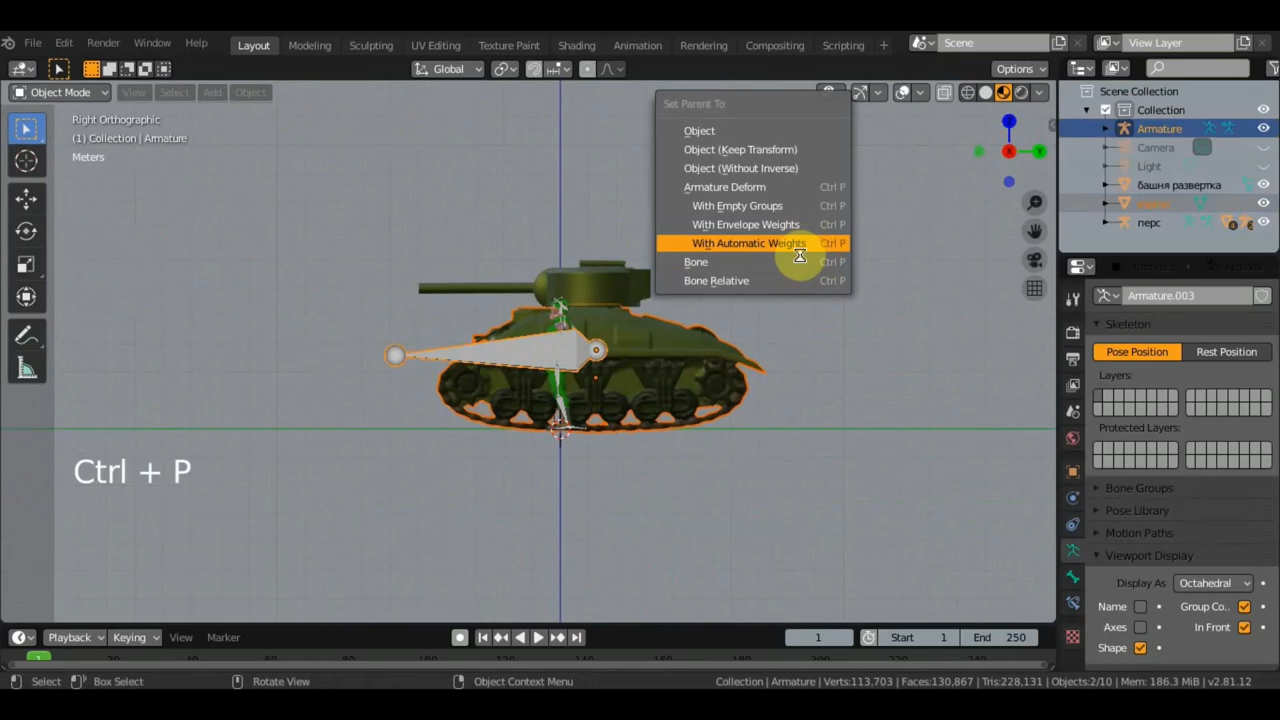 File Edit Render Window Help Layout Modeling Sculpting UV Editing Texture Paint Shading Animation Rendering Compositing Scripting + Scene View Layer
Global Options
Object Mode View Select Add Object
Right Orthographic
(1) Collection | Armature
Meters
Set Parent To
Object
Object (Keep Transform)
Object (Without Inverse)
Armature Deform Ctrl P
With Empty Groups Ctrl P
With Envelope Weights Ctrl P
With Automatic Weights Ctrl P
Bone Ctrl P
Bone Relative Ctrl P
X
Y
Ctrl + P
Scene Collection
Collection
Armature
Camera
Light
башня развертка
перс
4
Armature.003
Skeleton
Pose Position Rest Position
Layers:
Protected Layers:
Bone Groups
Pose Library
Motion Paths
Viewport Display
Display As Octahedral
Name Group Co..
Axes In Front
Shape
Playback Keying View Marker 1 Start 1 End 250
1
Select Box Select Rotate View Object Context Menu Collection | Armature | Verts:113,703 | Faces:130,867 | Tris:228,131 | Objects:2/10 | Mem: 186.3 MiB | v2.81.12